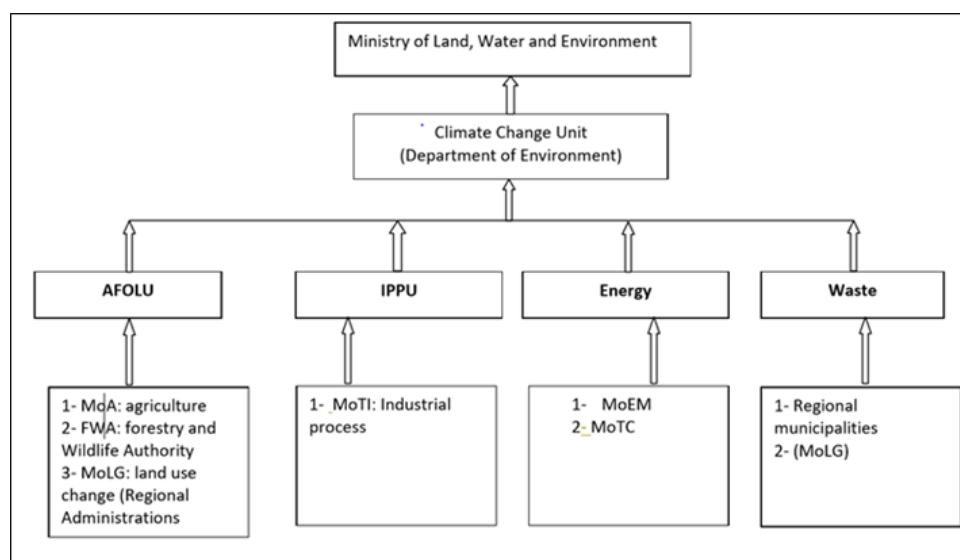 Ministry of Land, Water and Environment
Climate Change Unit
(Department of Environment)
AFOLU
IPPU
Energy
Waste
1- MoA: agriculture
2- FWA: forestry and
Wildlife Authority
3- MoLG: land use
change (Regional
Administrations
1- MoTI: Industrial
process
1- MoEM
2- MoTC
1- Regional
municipalities
2- (MoLG)